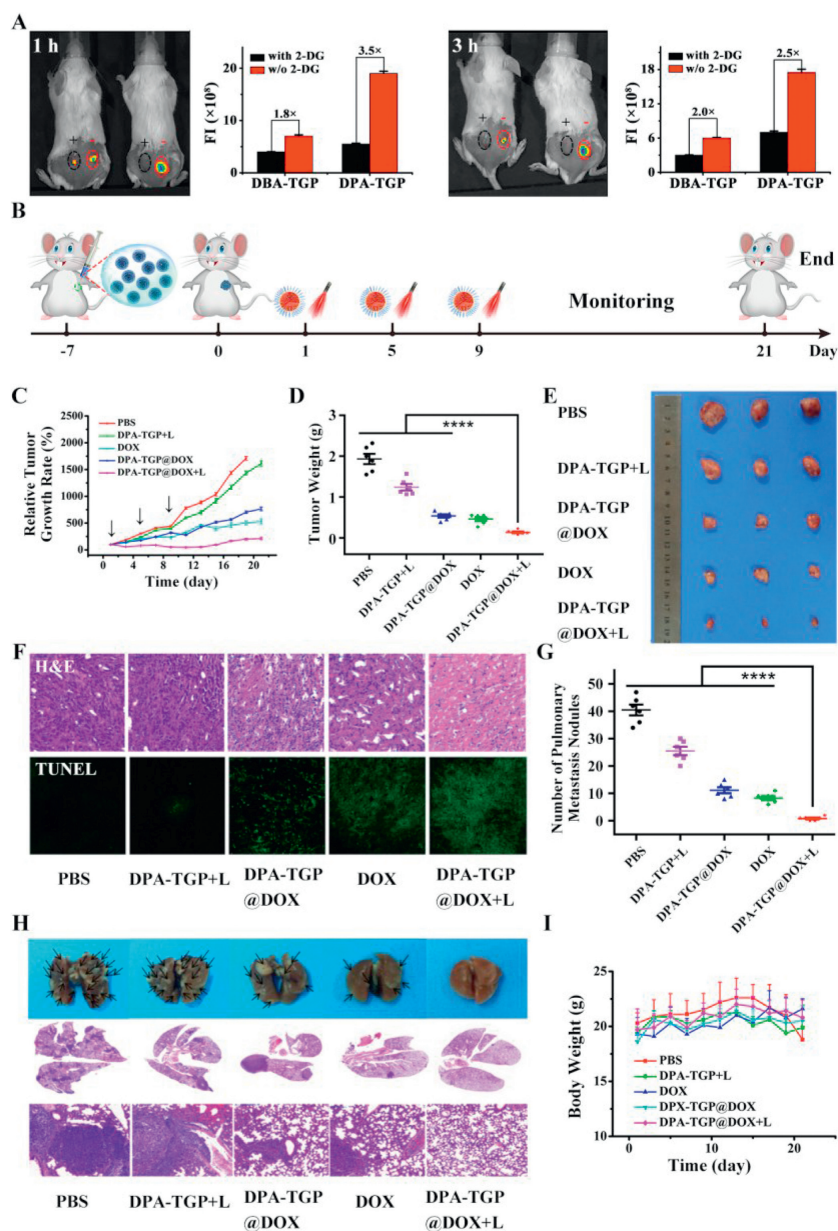 A
1 h
+
-
+
-
FI (×10⁸)
20
10
0
with 2-DG
w/o 2-DG
1.8×
3.5×
DBA-TGP
DPA-TGP
3 h
+
-
+
-
FI (×10⁸)
18
12
6
0
with 2-DG
w/o 2-DG
2.0×
2.5×
DBA-TGP
DPA-TGP
B
Monitoring
End
-7
0
1
5
9
21
Day
C
Relative Tumor
Growth Rate (%)
2500
2000
1750
1500
1000
500
0
PBS
DPA-TGP+L
DOX
DPA-TGP@DOX
DPA-TGP@DOX+L
0
5
10
15
20
Time (day)
D
Tumor Weight (g)
3
2
1
0
****
PBS
DPA-TGP+L
DPA-TGP@DOX
DOX
DPA-TGP@DOX+L
E
PBS
DPA-TGP+L
DPA-TGP
@DOX
DOX
DPA-TGP
@DOX+L
F
H&E
TUNEL
PBS
DPA-TGP+L
DPA-TGP
@DOX
DOX
DPA-TGP
@DOX+L
G
Number of Pulmonary
Metastasis Nodules
50
40
30
20
10
0
****
PBS
DPA-TGP+L
DPA-TGP@DOX
DOX
DPA-TGP@DOX+L
H
PBS
DPA-TGP+L
DPA-TGP
@DOX
DOX
DPA-TGP
@DOX+L
I
Body Weight (g)
25
20
22.5
10
PBS
DPA-TGP+L
DOX
DPX-TGP@DOX
DPA-TGP@DOX+L
0
10
20
Time (day)